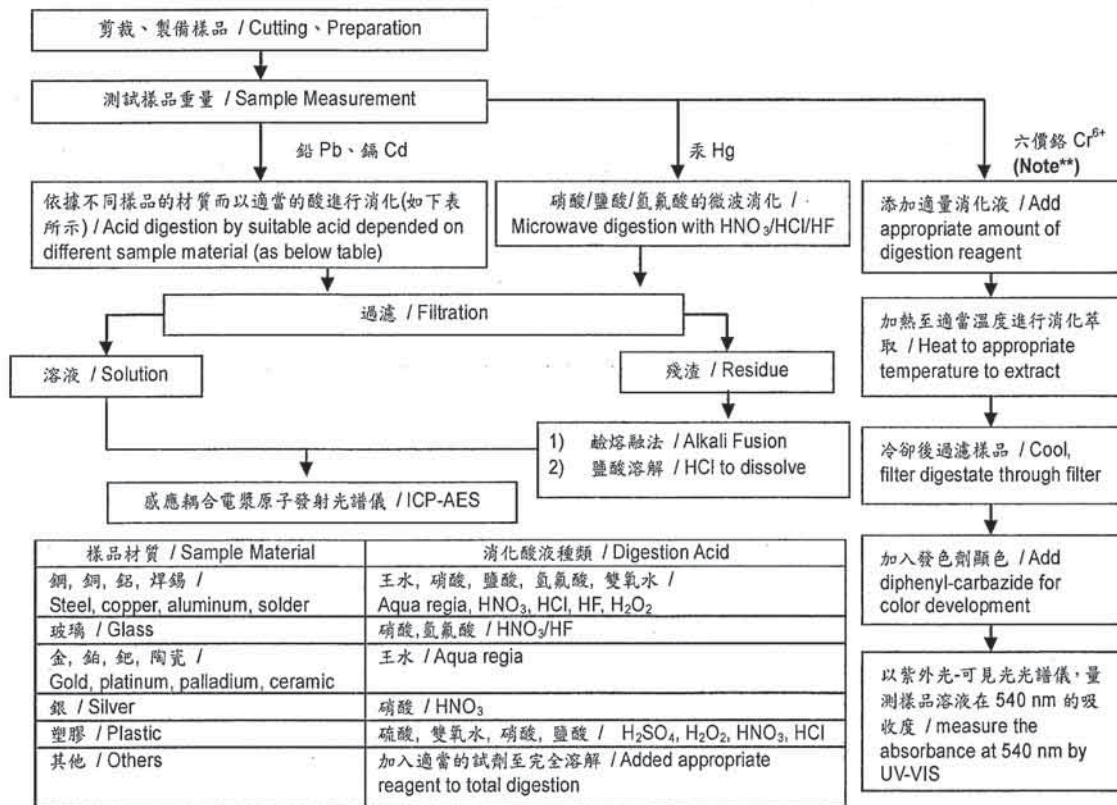 剪裁、製備樣品 / Cutting、Preparation
測試樣品重量 / Sample Measurement
鉛 Pb、鎘 Cd
汞 Hg
六價鉻 Cr⁶⁺
(Note**)
依據不同樣品的材質而以適當的酸進行消化(如下表
所示) / Acid digestion by suitable acid depended on
different sample material (as below table)
硝酸/鹽酸/氫氟酸的微波消化 /
Microwave digestion with HNO₃/HCl/HF
添加適量消化液 / Add
appropriate amount of
digestion reagent
過濾 / Filtration
加熱至適當溫度進行消化萃
取 / Heat to appropriate
temperature to extract
溶液 / Solution
殘渣 / Residue
1) 鹼熔融法 / Alkali Fusion
2) 鹽酸溶解 / HCl to dissolve
冷卻後過濾樣品 / Cool,
filter digestate through filter
感應耦合電漿原子發射光譜儀 / ICP-AES
加入發色劑顯色 / Add
diphenyl-carbazide for
color development
以紫外光-可見光光譜儀，量
測樣品溶液在 540 nm 的吸
收度 / measure the
absorbance at 540 nm by
UV-VIS
樣品材質 / Sample Material
消化酸液種類 / Digestion Acid
鋼, 銅, 鋁, 焊錫 /
Steel, copper, aluminum, solder
王水, 硝酸, 鹽酸, 氫氟酸, 雙氧水 /
Aqua regia, HNO₃, HCl, HF, H₂O₂
玻璃 / Glass
硝酸,氫氟酸 / HNO₃/HF
金, 鉑, 鈀, 陶瓷 /
Gold, platinum, palladium, ceramic
王水 / Aqua regia
銀 / Silver
硝酸 / HNO₃
塑膠 / Plastic
硫酸, 雙氧水, 硝酸, 鹽酸 / H₂SO₄, H₂O₂, HNO₃, HCl
其他 / Others
加入適當的試劑至完全溶解 / Added appropriate
reagent to total digestion